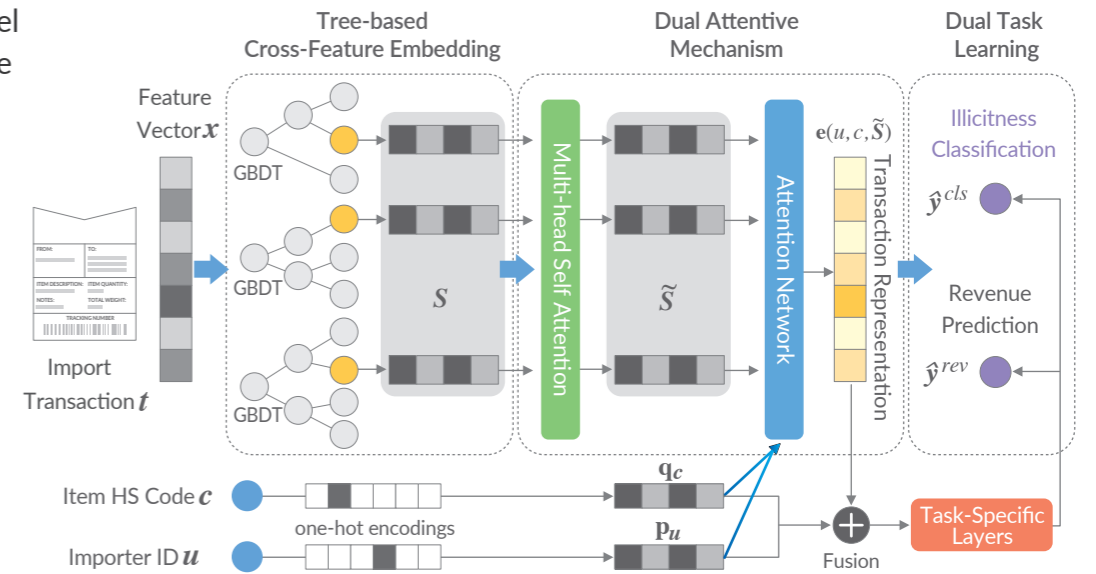 el
e
Tree-based
Cross-Feature Embedding
Dual Attentive
Mechanism
Dual Task
Learning
Feature
Vector x
GBDT
GBDT
GBDT
S
Multi-head Self Attention
S̃
Attention Network
e(u, c, S̃)
Transaction Representation
Illicitness
Classification
ŷ cls
Revenue
Prediction
ŷ rev
FROM:
TO:
ITEM DESCRIPTION:
ITEM QUANTITY:
NOTES:
TOTAL WEIGHT:
TRACKING NUMBER
Import
Transaction t
Item HS Code c
one-hot encodings
Importer ID u
q c
p u
Fusion
Task-Specific
Layers